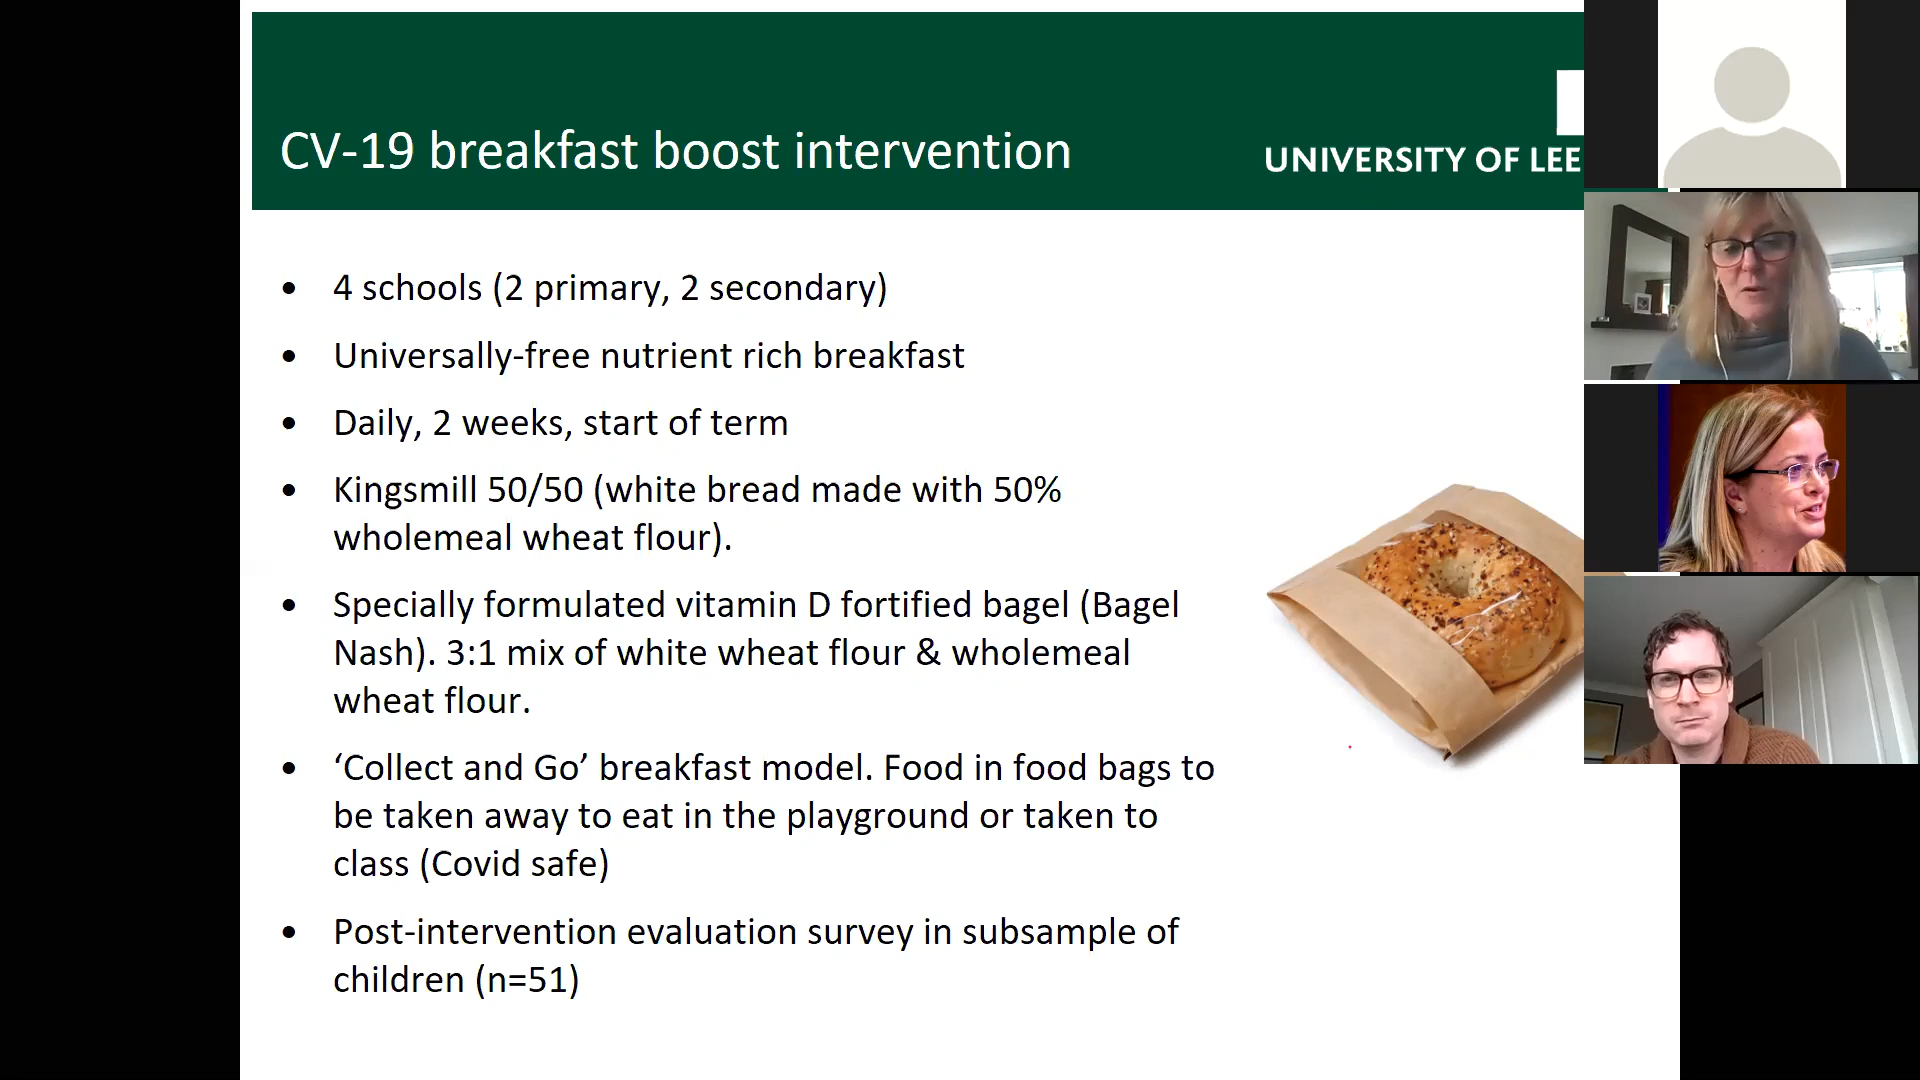 CV-19 breakfast boost intervention
UNIVERSITY OF LEE
• 4 schools (2 primary, 2 secondary)
• Universally-free nutrient rich breakfast
• Daily, 2 weeks, start of term
• Kingsmill 50/50 (white bread made with 50%
wholemeal wheat flour).
• Specially formulated vitamin D fortified bagel (Bagel
Nash). 3:1 mix of white wheat flour & wholemeal
wheat flour.
• ‘Collect and Go’ breakfast model. Food in food bags to
be taken away to eat in the playground or taken to
class (Covid safe)
• Post-intervention evaluation survey in subsample of
children (n=51)